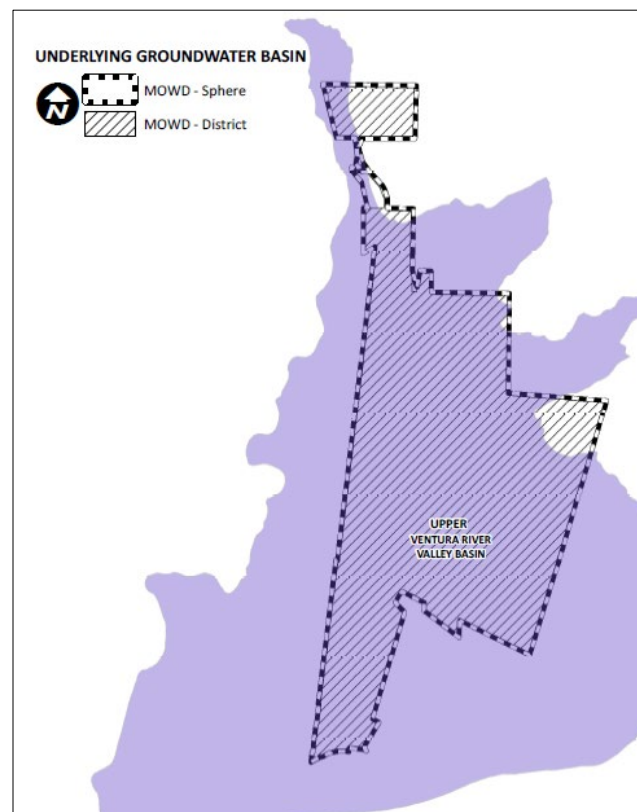 UNDERLYING GROUNDWATER BASIN
N
MOWD - Sphere
MOWD - District
UPPER
VENTURA RIVER
VALLEY BASIN